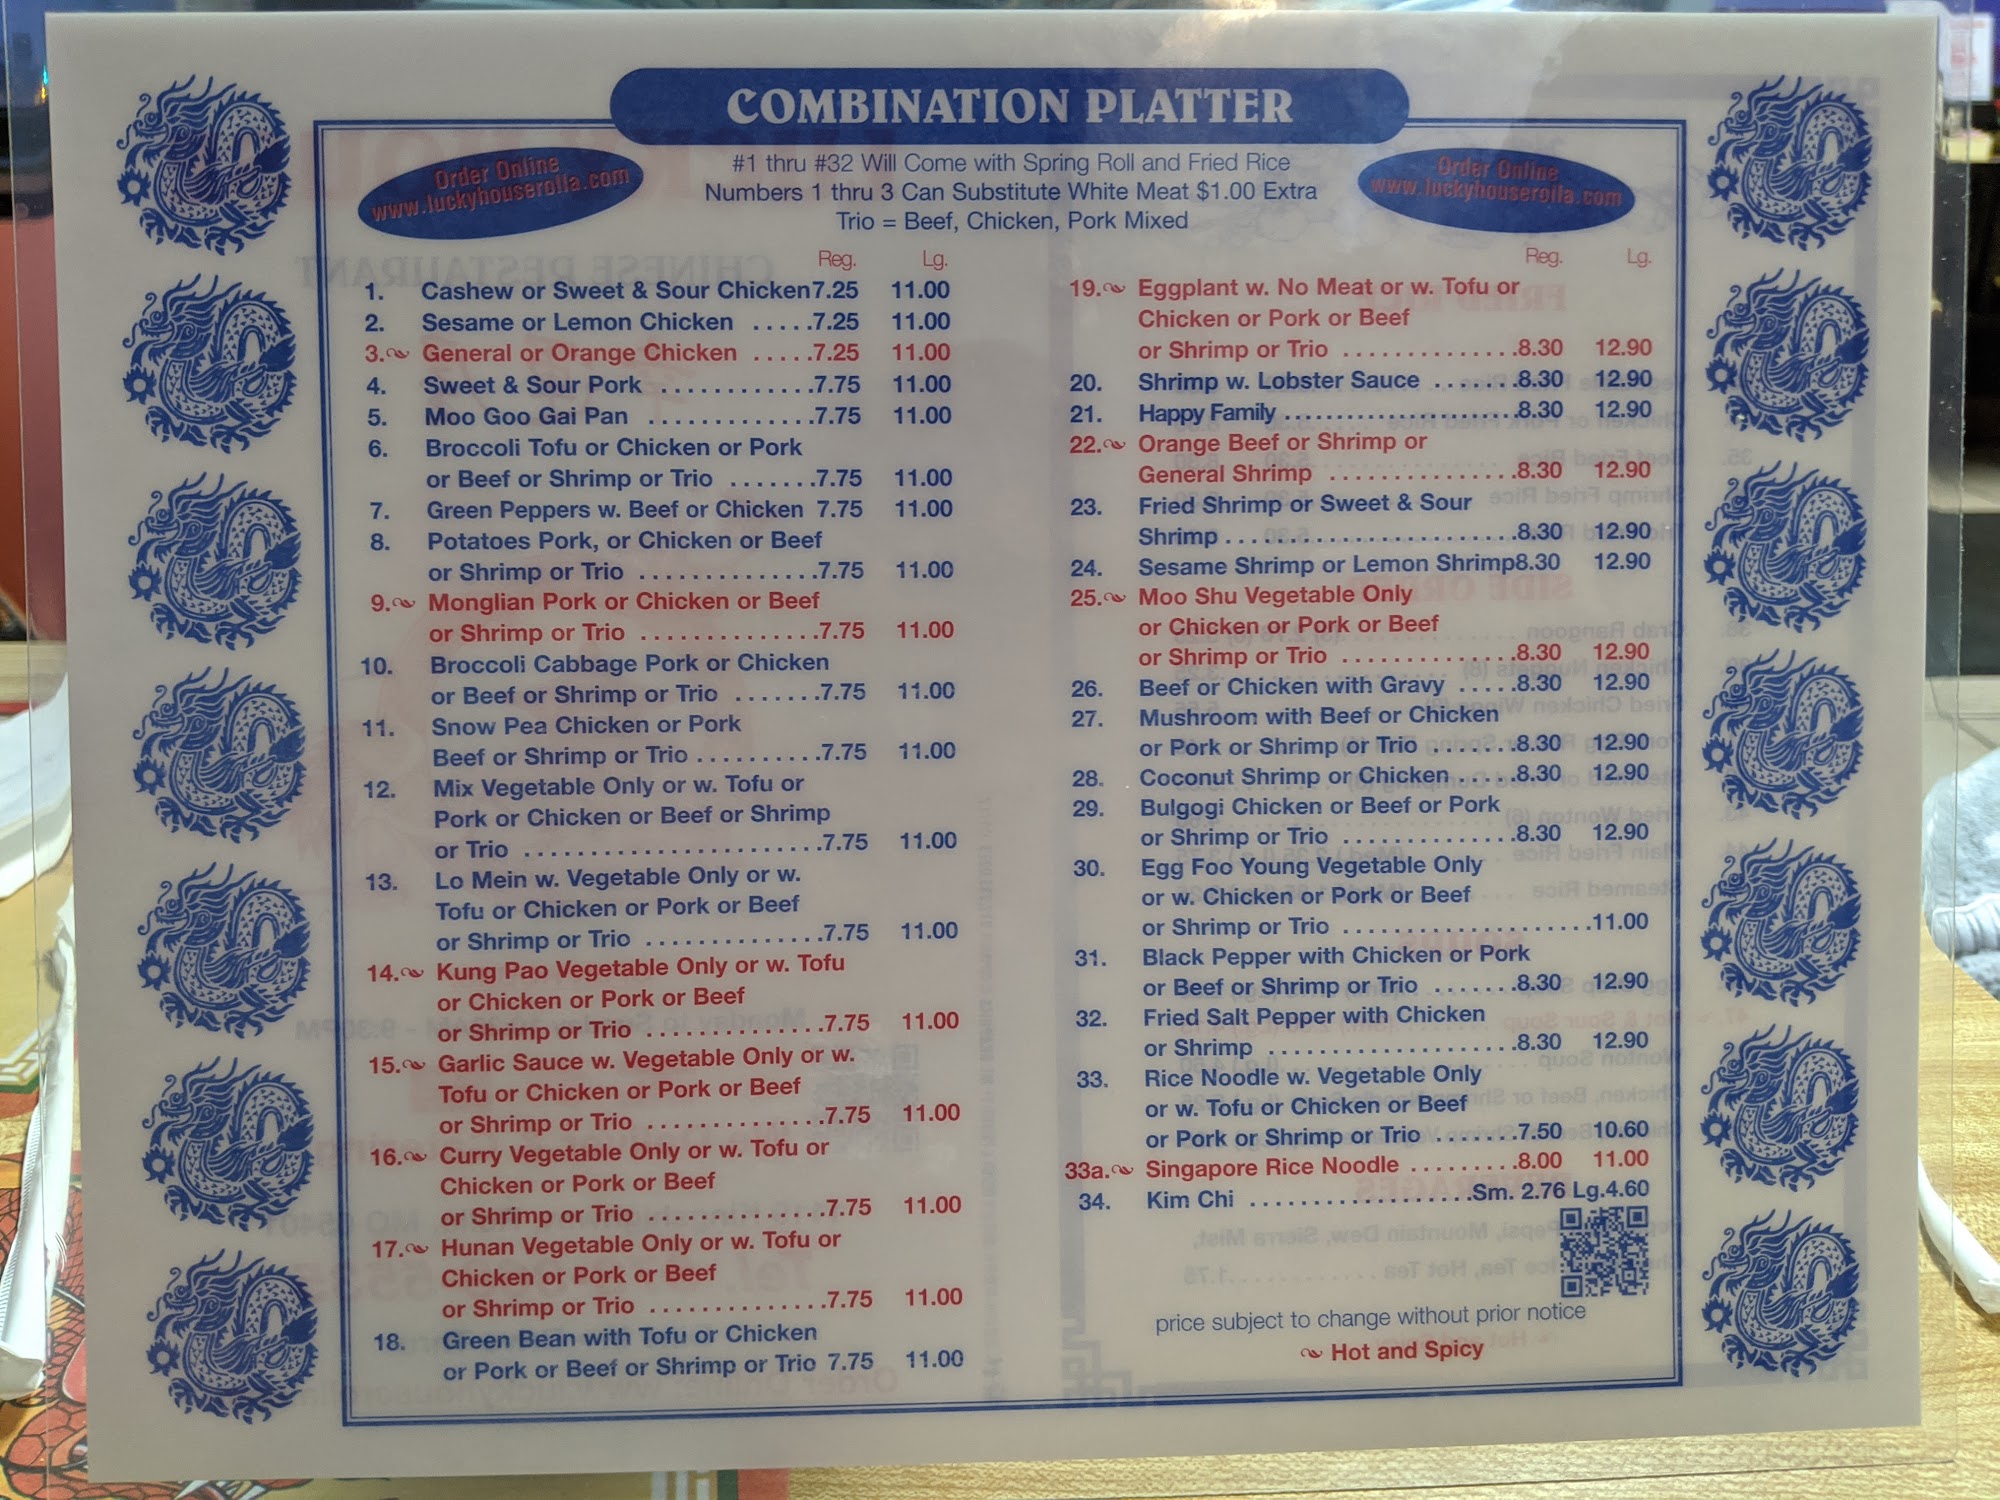 COMBINATION PLATTER
Order Online
www.luckyhouserolla.com
#1 thru #32 Will Come with Spring Roll and Fried Rice
Numbers 1 thru 3 Can Substitute White Meat $1.00 Extra
Trio = Beef, Chicken, Pork Mixed
Order Online
www.luckyhouserolla.com
Reg. Lg.
1. Cashew or Sweet & Sour Chicken7.25 11.00
2. Sesame or Lemon Chicken .....7.25 11.00
3. General or Orange Chicken .....7.25 11.00
4. Sweet & Sour Pork ...........7.75 11.00
5. Moo Goo Gai Pan ............7.75 11.00
6. Broccoli Tofu or Chicken or Pork
or Beef or Shrimp or Trio .......7.75 11.00
7. Green Peppers w. Beef or Chicken 7.75 11.00
8. Potatoes Pork, or Chicken or Beef
or Shrimp or Trio ..............7.75 11.00
9. Monglian Pork or Chicken or Beef
or Shrimp or Trio ..............7.75 11.00
10. Broccoli Cabbage Pork or Chicken
or Beef or Shrimp or Trio .......7.75 11.00
11. Snow Pea Chicken or Pork
Beef or Shrimp or Trio..........7.75 11.00
12. Mix Vegetable Only or w. Tofu or
Pork or Chicken or Beef or Shrimp
or Trio .......................7.75 11.00
13. Lo Mein w. Vegetable Only or w.
Tofu or Chicken or Pork or Beef
or Shrimp or Trio ..............7.75 11.00
14. Kung Pao Vegetable Only or w. Tofu
or Chicken or Pork or Beef
or Shrimp or Trio ..............7.75 11.00
15. Garlic Sauce w. Vegetable Only or w.
Tofu or Chicken or Pork or Beef
or Shrimp or Trio ..............7.75 11.00
16. Curry Vegetable Only or w. Tofu or
Chicken or Pork or Beef
or Shrimp or Trio ..............7.75 11.00
17. Hunan Vegetable Only or w. Tofu or
Chicken or Pork or Beef
or Shrimp or Trio ..............7.75 11.00
18. Green Bean with Tofu or Chicken
or Pork or Beef or Shrimp or Trio 7.75 11.00
Reg. Lg.
19. Eggplant w. No Meat or w. Tofu or
Chicken or Pork or Beef
or Shrimp or Trio ..............8.30 12.90
20. Shrimp w. Lobster Sauce .......8.30 12.90
21. Happy Family ....................8.30 12.90
22. Orange Beef or Shrimp or
General Shrimp ...............8.30 12.90
23. Fried Shrimp or Sweet & Sour
Shrimp........................8.30 12.90
24. Sesame Shrimp or Lemon Shrimp8.30 12.90
25. Moo Shu Vegetable Only
or Chicken or Pork or Beef
or Shrimp or Trio ..............8.30 12.90
26. Beef or Chicken with Gravy .....8.30 12.90
27. Mushroom with Beef or Chicken
or Pork or Shrimp or Trio .......8.30 12.90
28. Coconut Shrimp or Chicken.....8.30 12.90
29. Bulgogi Chicken or Beef or Pork
or Shrimp or Trio ...............8.30 12.90
30. Egg Foo Young Vegetable Only
or w. Chicken or Pork or Beef
or Shrimp or Trio ....................11.00
31. Black Pepper with Chicken or Pork
or Beef or Shrimp or Trio .......8.30 12.90
32. Fried Salt Pepper with Chicken
or Shrimp ....................8.30 12.90
33. Rice Noodle w. Vegetable Only
or w. Tofu or Chicken or Beef
or Pork or Shrimp or Trio .......7.50 10.60
33a. Singapore Rice Noodle .........8.00 11.00
34. Kim Chi ..................Sm. 2.76 Lg.4.60
price subject to change without prior notice
Hot and Spicy